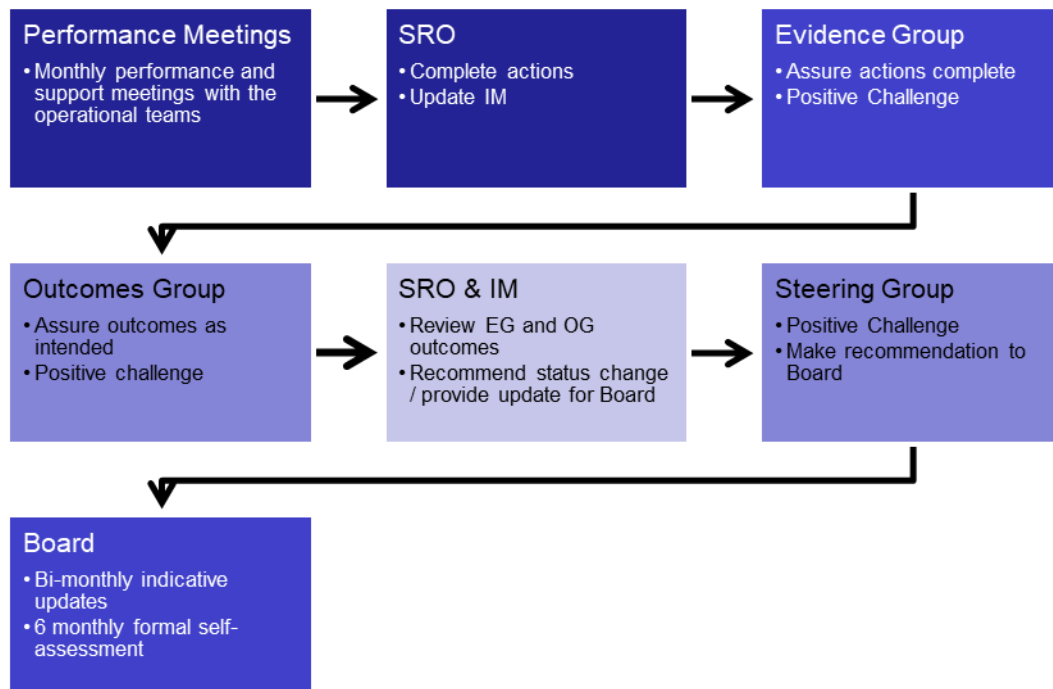 Performance Meetings
• Monthly performance and
support meetings with the
operational teams
SRO
• Complete actions
• Update IM
Evidence Group
• Assure actions complete
• Positive Challenge
Outcomes Group
• Assure outcomes as
intended
• Positive challenge
SRO & IM
• Review EG and OG
outcomes
• Recommend status change
/ provide update for Board
Steering Group
• Positive Challenge
• Make recommendation to
Board
Board
• Bi-monthly indicative
updates
• 6 monthly formal self-
assessment